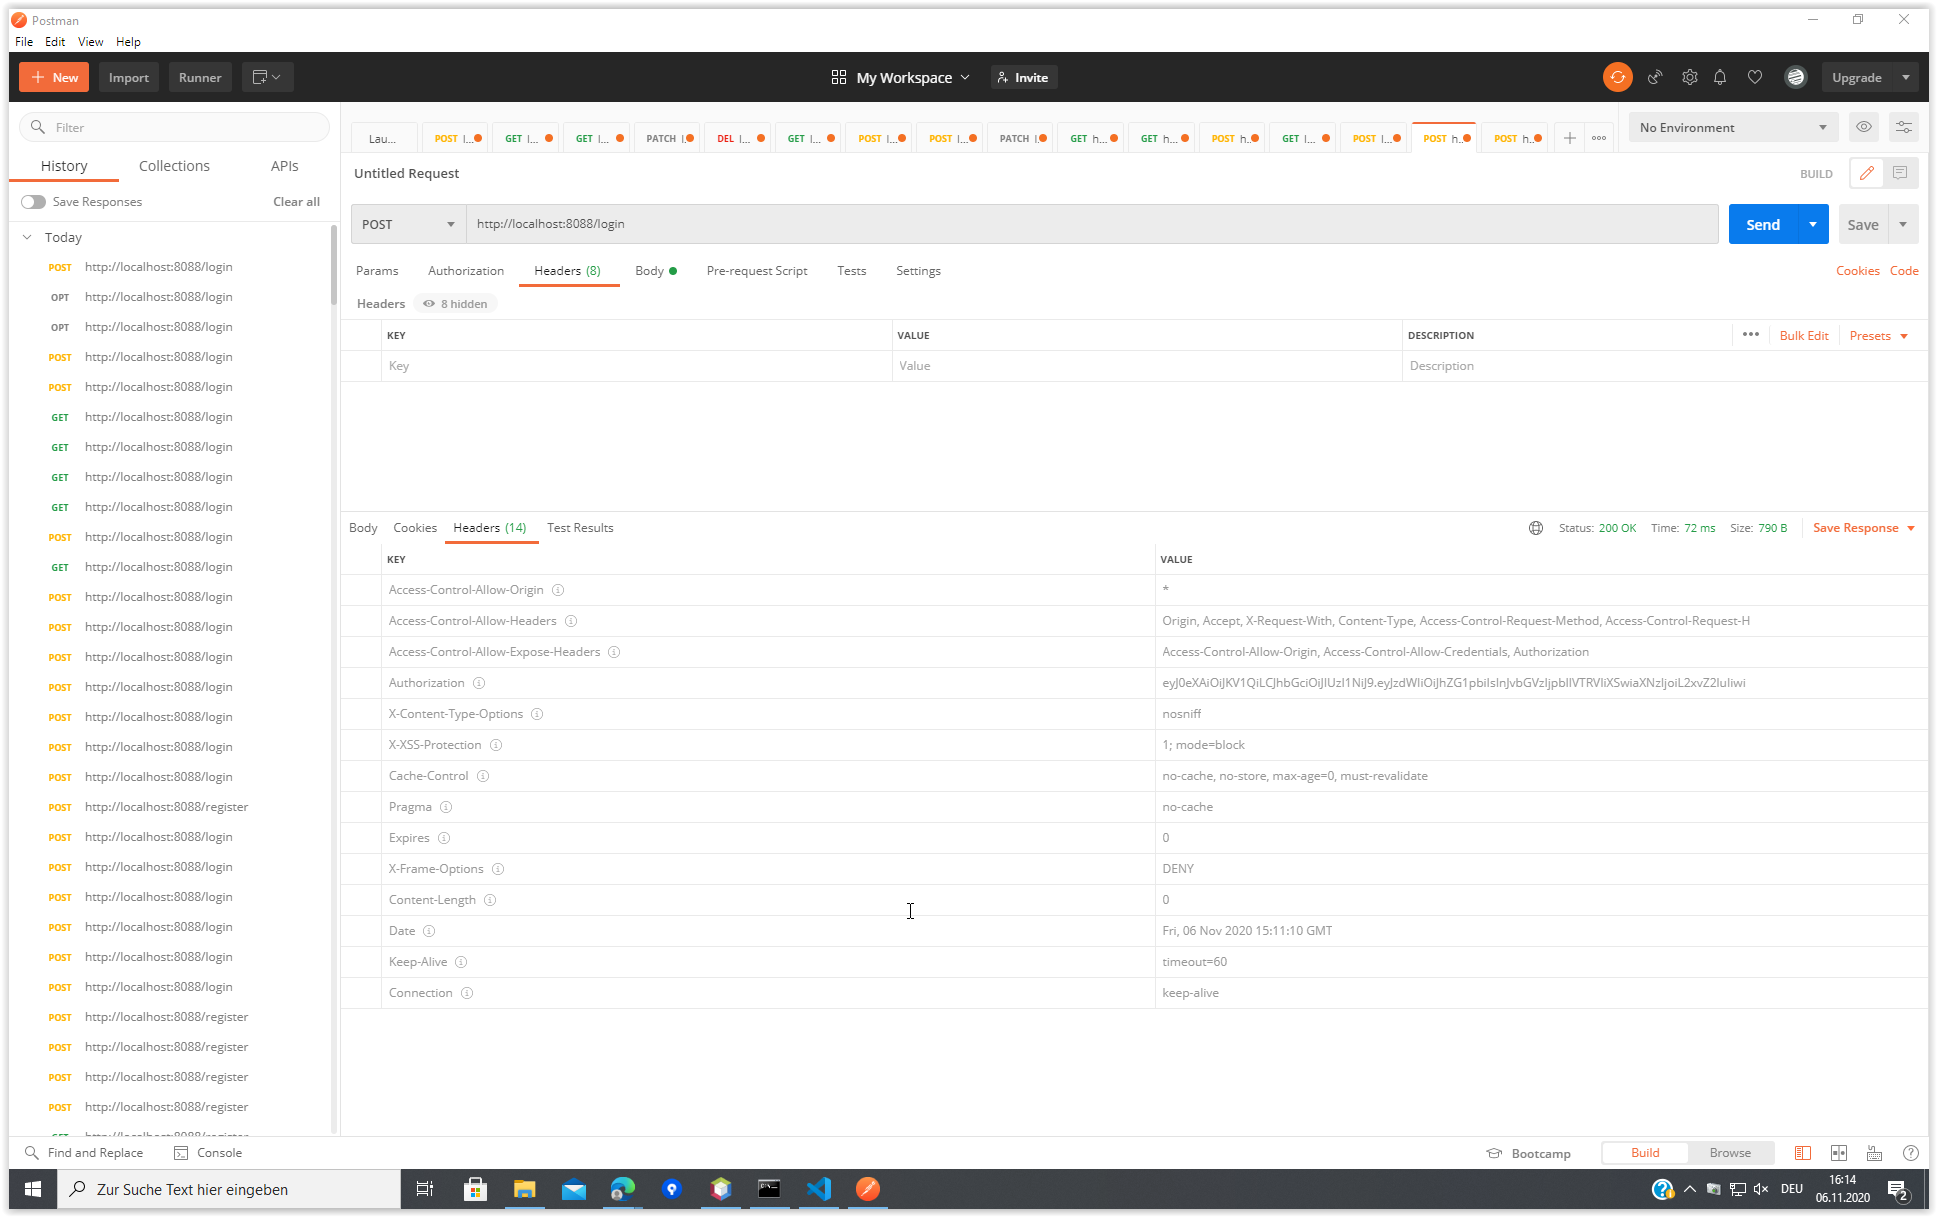 Postman
File Edit View Help
New Import Runner My Workspace Invite Upgrade
Filter
History Collections APIs
Save Responses Clear all
Today
POST http://localhost:8088/login
OPT http://localhost:8088/login
OPT http://localhost:8088/login
POST http://localhost:8088/login
POST http://localhost:8088/login
GET http://localhost:8088/login
GET http://localhost:8088/login
GET http://localhost:8088/login
GET http://localhost:8088/login
POST http://localhost:8088/login
GET http://localhost:8088/login
POST http://localhost:8088/login
POST http://localhost:8088/login
POST http://localhost:8088/login
POST http://localhost:8088/login
POST http://localhost:8088/login
POST http://localhost:8088/login
POST http://localhost:8088/login
POST http://localhost:8088/register
POST http://localhost:8088/login
POST http://localhost:8088/login
POST http://localhost:8088/login
POST http://localhost:8088/login
POST http://localhost:8088/login
POST http://localhost:8088/login
POST http://localhost:8088/register
POST http://localhost:8088/register
POST http://localhost:8088/register
POST http://localhost:8088/register
Lau... POST l... GET l... GET l... PATCH l. DEL l... GET l... POST l... POST l... PATCH l. GET h... GET h... POST h. GET l... POST l... POST h. POST h.
No Environment
Untitled Request BUILD
POST http://localhost:8088/login Send Save
Params Authorization Headers (8) Body Pre-request Script Tests Settings Cookies Code
Headers 8 hidden
KEY VALUE DESCRIPTION Bulk Edit Presets
Key Value Description
Body Cookies Headers (14) Test Results Status: 200 OK Time: 72 ms Size: 790 B Save Response
KEY VALUE
Access-Control-Allow-Origin *
Access-Control-Allow-Headers Origin, Accept, X-Request-With, Content-Type, Access-Control-Request-Method, Access-Control-Request-H
Access-Control-Allow-Expose-Headers Access-Control-Allow-Origin, Access-Control-Allow-Credentials, Authorization
Authorization
X-Content-Type-Options nosniff
X-XSS-Protection 1; mode=block
Cache-Control no-cache, no-store, max-age=0, must-revalidate
Pragma no-cache
Expires 0
X-Frame-Options DENY
Content-Length 0
Date Fri, 06 Nov 2020 15:11:10 GMT
Keep-Alive timeout=60
Connection keep-alive
Find and Replace Console Bootcamp Build Browse
Zur Suche Text hier eingeben DEU 16:14
06.11.2020 2